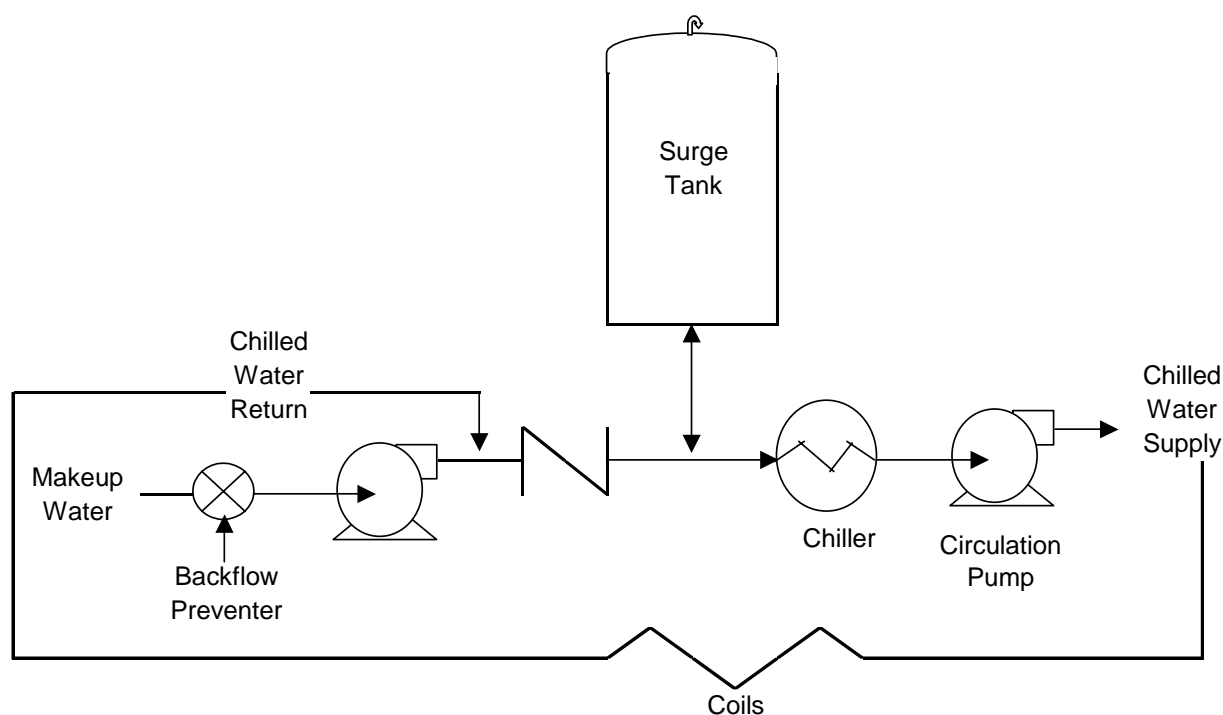 Surge
Tank
Chilled
Water
Return
Chilled
Water
Supply
Makeup
Water
Chiller
Circulation
Pump
Backflow
Preventer
Coils